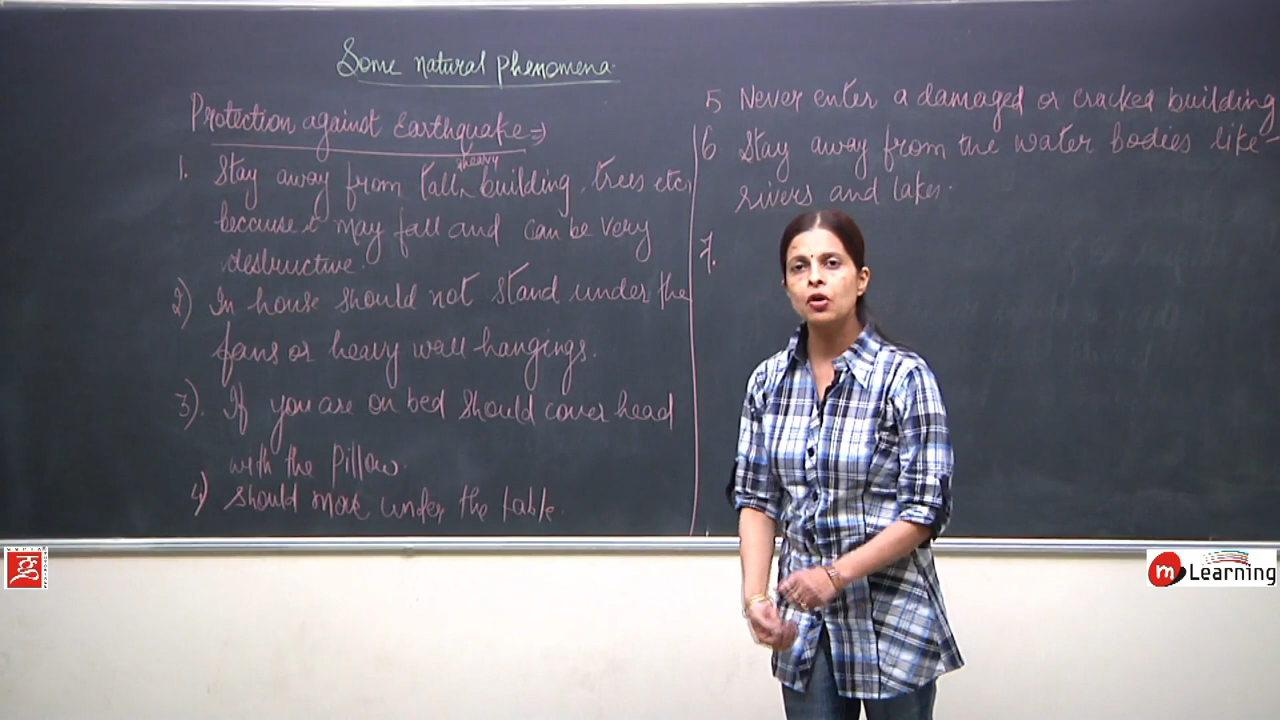 Some natural phenomena.
Protection against Earthquake ⇒
1. Stay away from tall, & heavy building, trees etc,
because it may fall and can be very
destructive.
2) In house should not stand under the
fans or heavy wall hangings.
3). If you are on bed should cover head
with the pillow.
4) should move under the table.
5 Never enter a damaged or cracked building
6. Stay away from the water bodies like -
rivers and lakes.
7.
m Learning